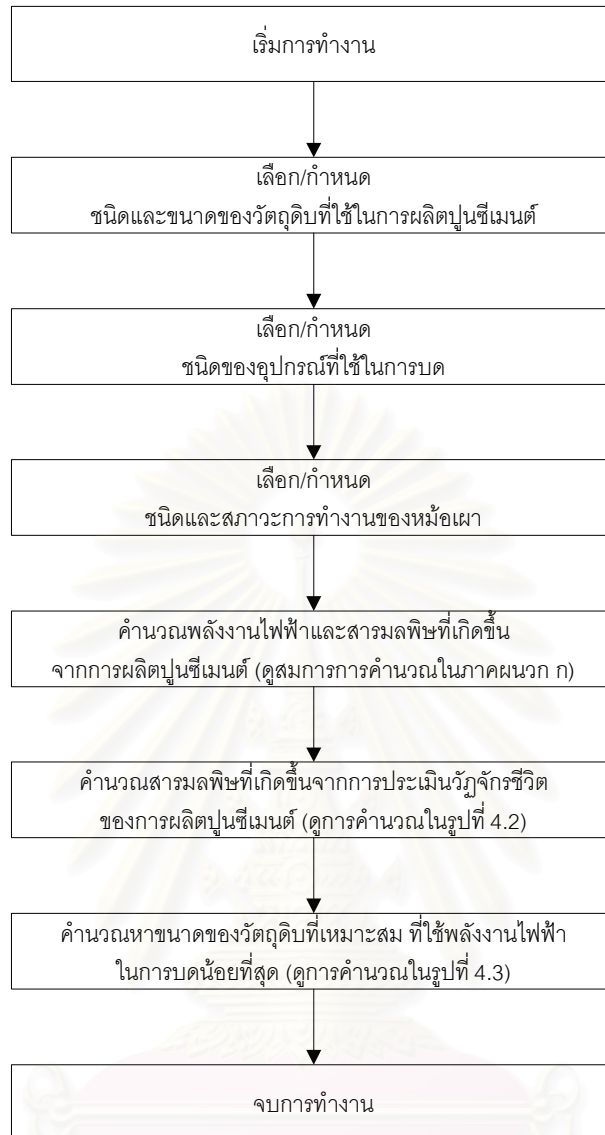 เริ่มการทำงาน
เลือก/กำหนด
ชนิดและขนาดของวัตถุดิบที่ใช้ในการผลิตปูนซีเมนต์
เลือก/กำหนด
ชนิดของอุปกรณ์ที่ใช้ในการบด
เลือก/กำหนด
ชนิดและสภาวะการทำงานของหม้อเผา
คำนวณพลังงานไฟฟ้าและสารมลพิษที่เกิดขึ้น
จากการผลิตปูนซีเมนต์ (ดูสมการการคำนวณในภาคผนวก ก)
คำนวณสารมลพิษที่เกิดขึ้นจากการประเมินวัฏจักรชีวิต
ของการผลิตปูนซีเมนต์ (ดูการคำนวณในรูปที่ 4.2)
คำนวณหาขนาดของวัตถุดิบที่เหมาะสม ที่ใช้พลังงานไฟฟ้า
ในการบดน้อยที่สุด (ดูการคำนวณในรูปที่ 4.3)
จบการทำงาน